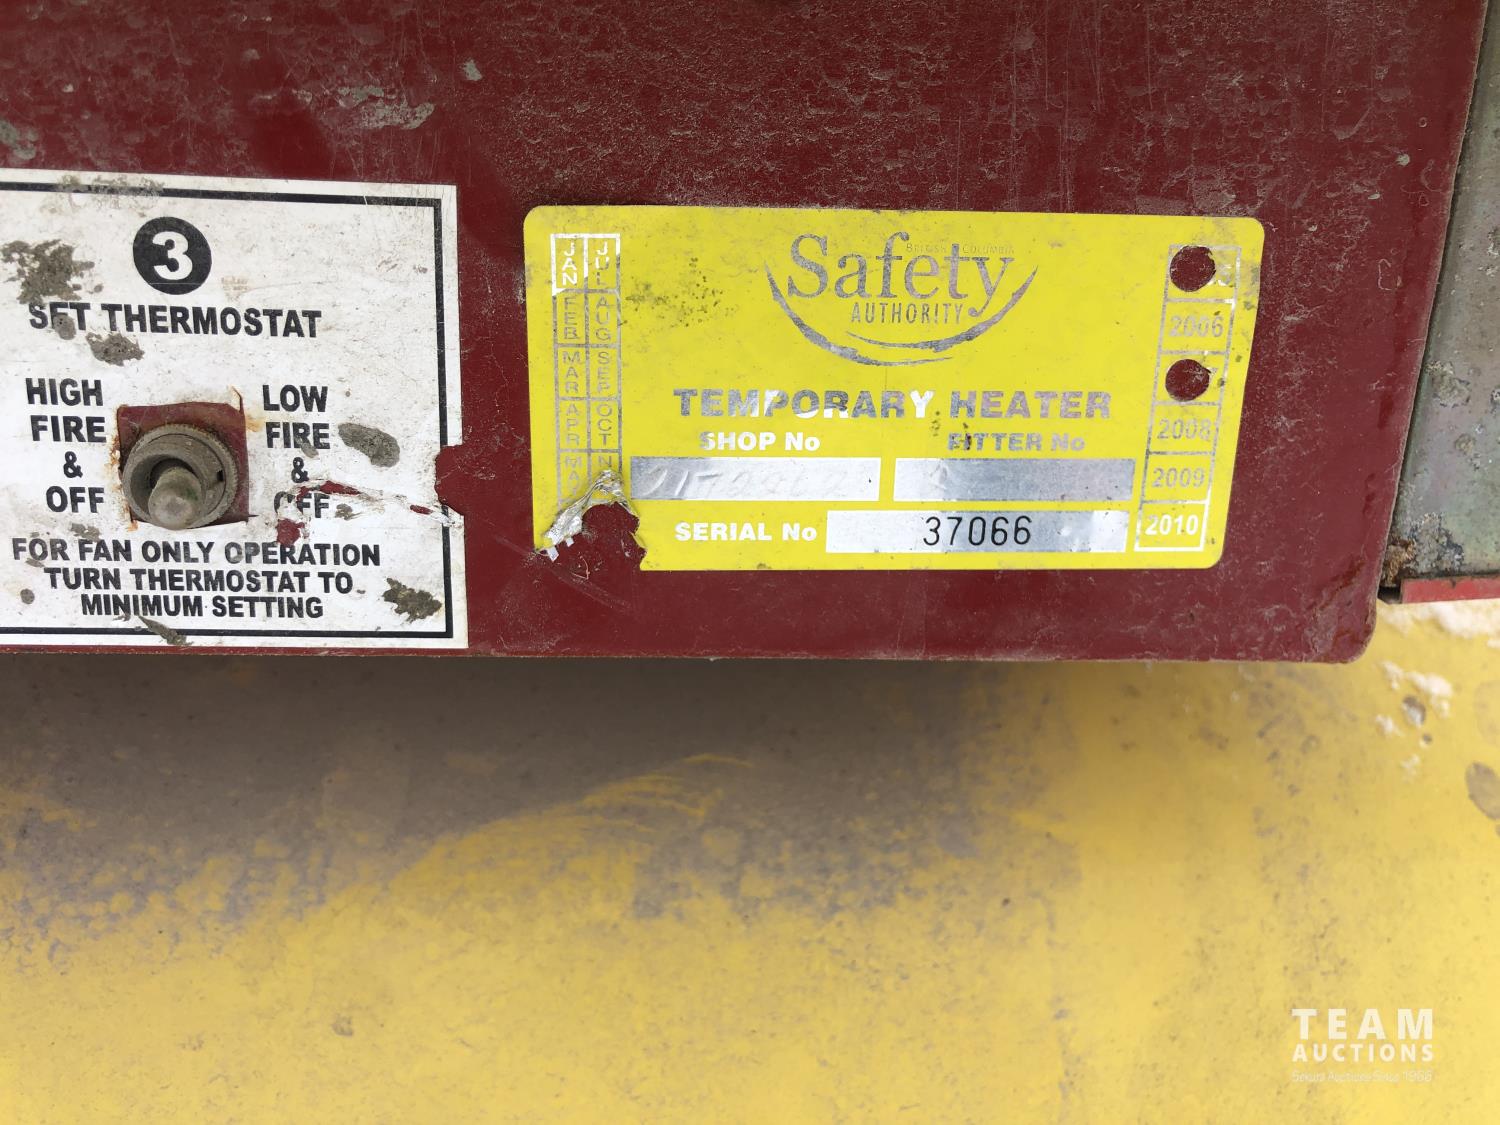 3
SET THERMOSTAT
HIGH
FIRE
&
OFF
LOW
FIRE
&
OFF
FOR FAN ONLY OPERATION
TURN THERMOSTAT TO
MINIMUM SETTING
JAN JUL
FEB AUG
MAR SEP
APR OCT
BRITISH COLUMBIA
Safety
AUTHORITY
TEMPORARY HEATER
SHOP No
FITTER No
SERIAL No 37066
2006
2008
2009
2010
TEAM
AUCTIONS